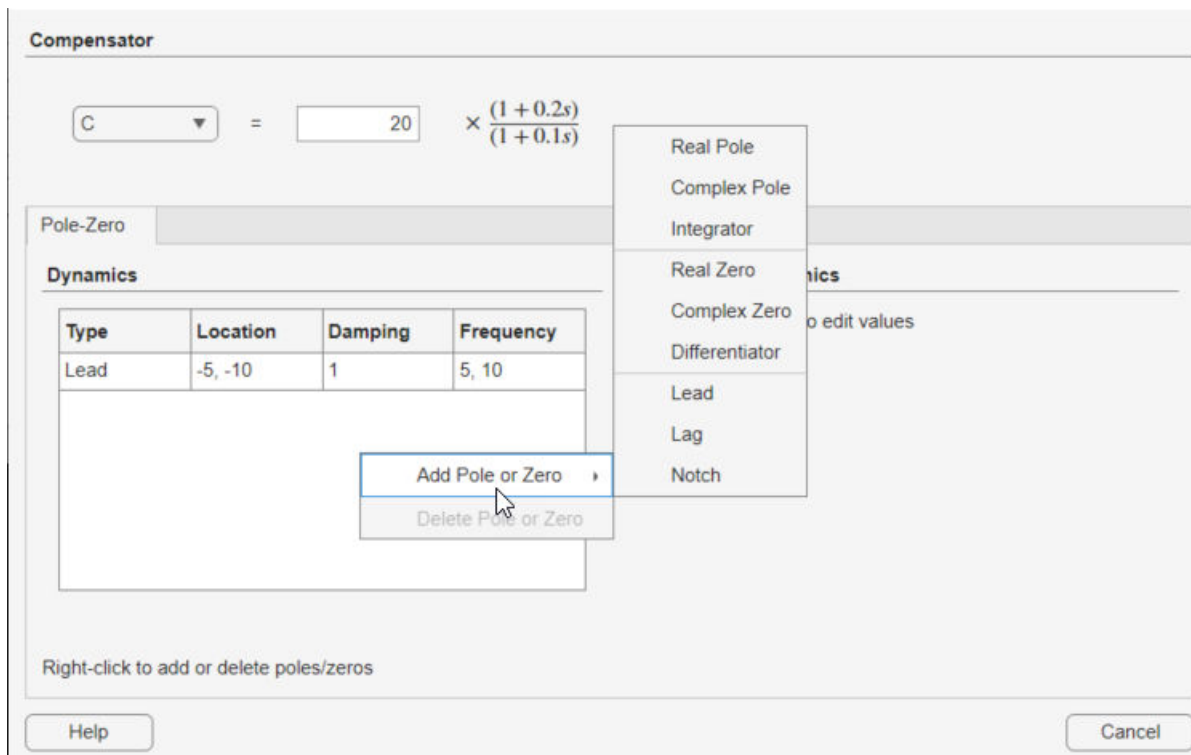 Compensator
C = 20 × (1 + 0.2s) / (1 + 0.1s)
Pole-Zero
Dynamics
Type Location Damping Frequency
Lead -5, -10 1 5, 10
Add Pole or Zero
Delete Pole or Zero
Real Pole
Complex Pole
Integrator
Real Zero
Complex Zero
Differentiator
Lead
Lag
Notch
edit values
Right-click to add or delete poles/zeros
Help
Cancel